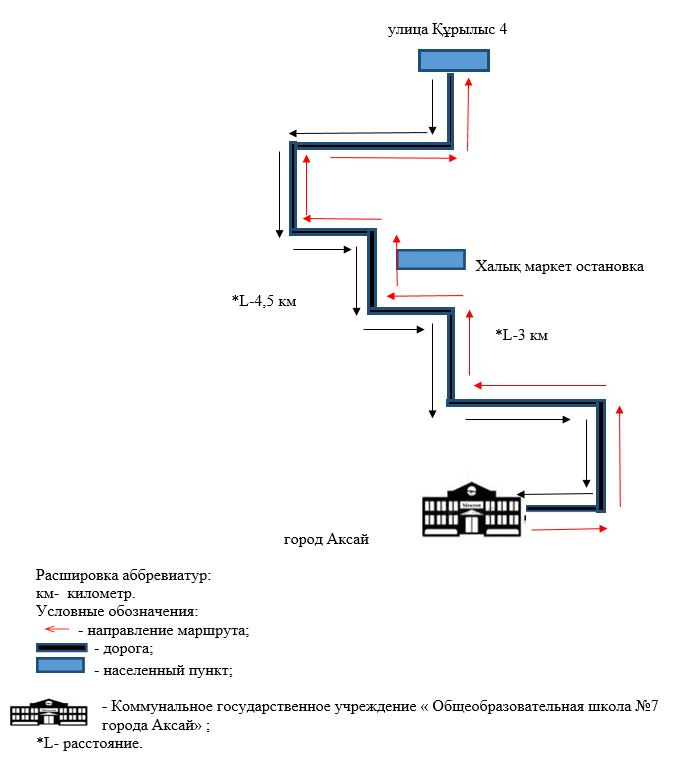 улица Құрылыс 4
Халық маркет остановка
*L-4,5 км
*L-3 км
город Аксай
Расшировка аббревиатур:
км- километр.
Условные обозначения:
- направление маршрута;
- дорога;
- населенный пункт;
- Коммунальное государственное учреждение « Общеобразовательная школа №7
города Аксай» ;
*L- расстояние.